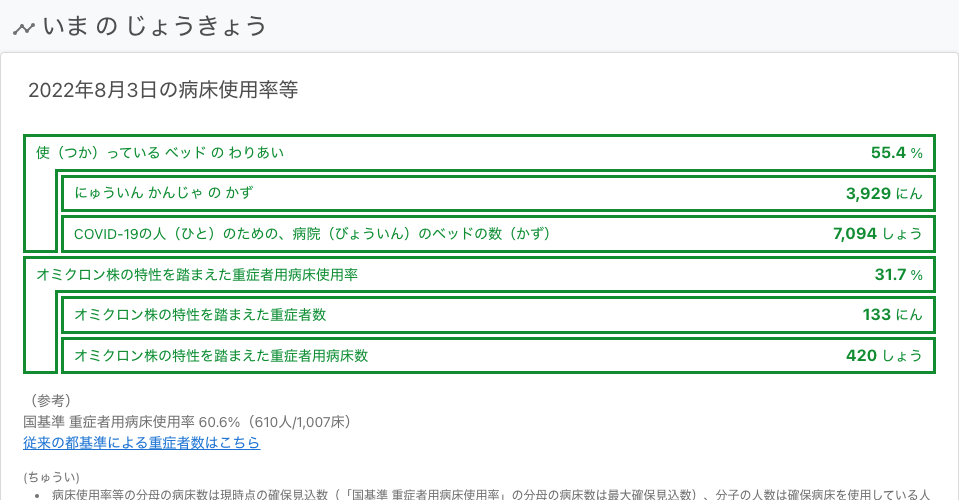 いま の じょうきょう
2022年8月3日の病床使用率等
使（つか）っている ベッド の わりあい 55.4 %
にゅういん かんじゃ の かず 3,929 にん
COVID-19の人（ひと）のための、病院（びょういん）のベッドの数（かず） 7,094 しょう
オミクロン株の特性を踏まえた重症者用病床使用率 31.7 %
オミクロン株の特性を踏まえた重症者数 133 にん
オミクロン株の特性を踏まえた重症者用病床数 420 しょう
（参考）
国基準 重症者用病床使用率 60.6%（610人/1,007床）
従来の都基準による重症者数はこちら
(ちゅうい)
• 病床使用率等の分母の病床数は現時点の確保見込数（「国基準 重症者用病床使用率」の分母の病床数は最大確保見込数）、分子の人数は確保病床を使用している人